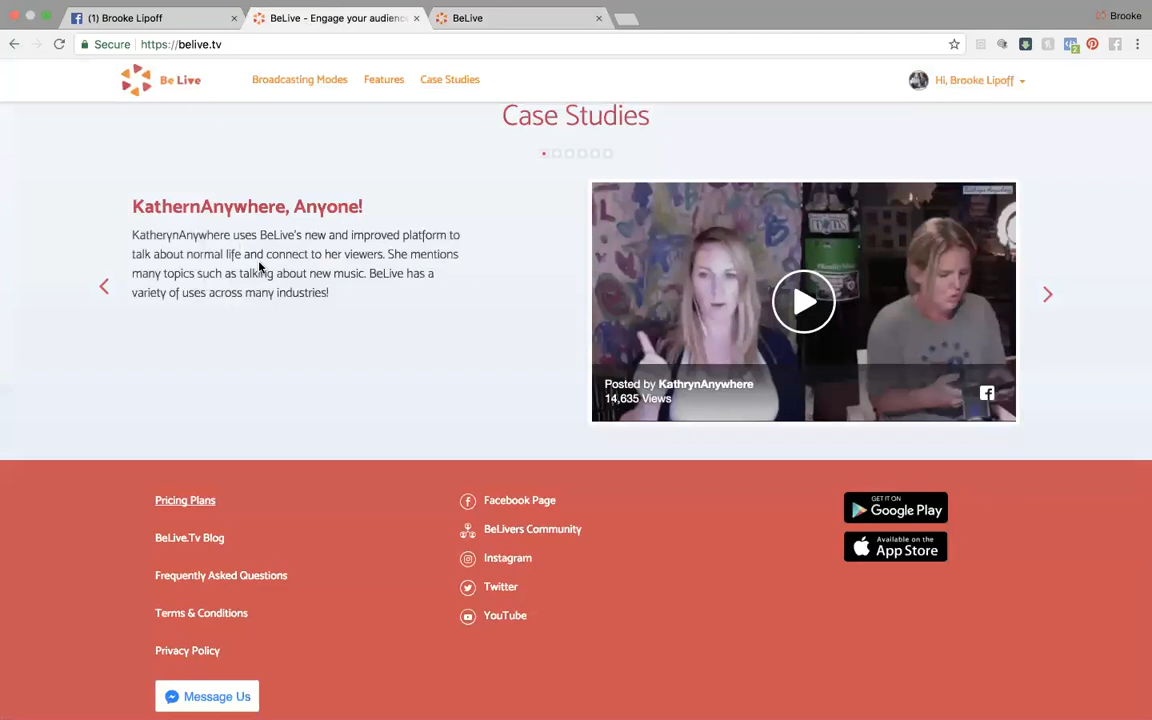 (1) Brooke Lipoff
BeLive - Engage your audienc
BeLive
Brooke
Secure https://belive.tv
2
Be Live
Broadcasting Modes Features Case Studies
Hi, Brooke Lipoff
Case Studies
KathernAnywhere, Anyone!
KatherynAnywhere uses BeLive's new and improved platform to
talk about normal life and connect to her viewers. She mentions
many topics such as talking about new music. BeLive has a
variety of uses across many industries!
Posted by KathrynAnywhere
14,635 Views
Pricing Plans
BeLive.Tv Blog
Frequently Asked Questions
Terms & Conditions
Privacy Policy
Message Us
Facebook Page
BeLivers Community
Instagram
Twitter
YouTube
GET IT ON
Google Play
Available on the
App Store